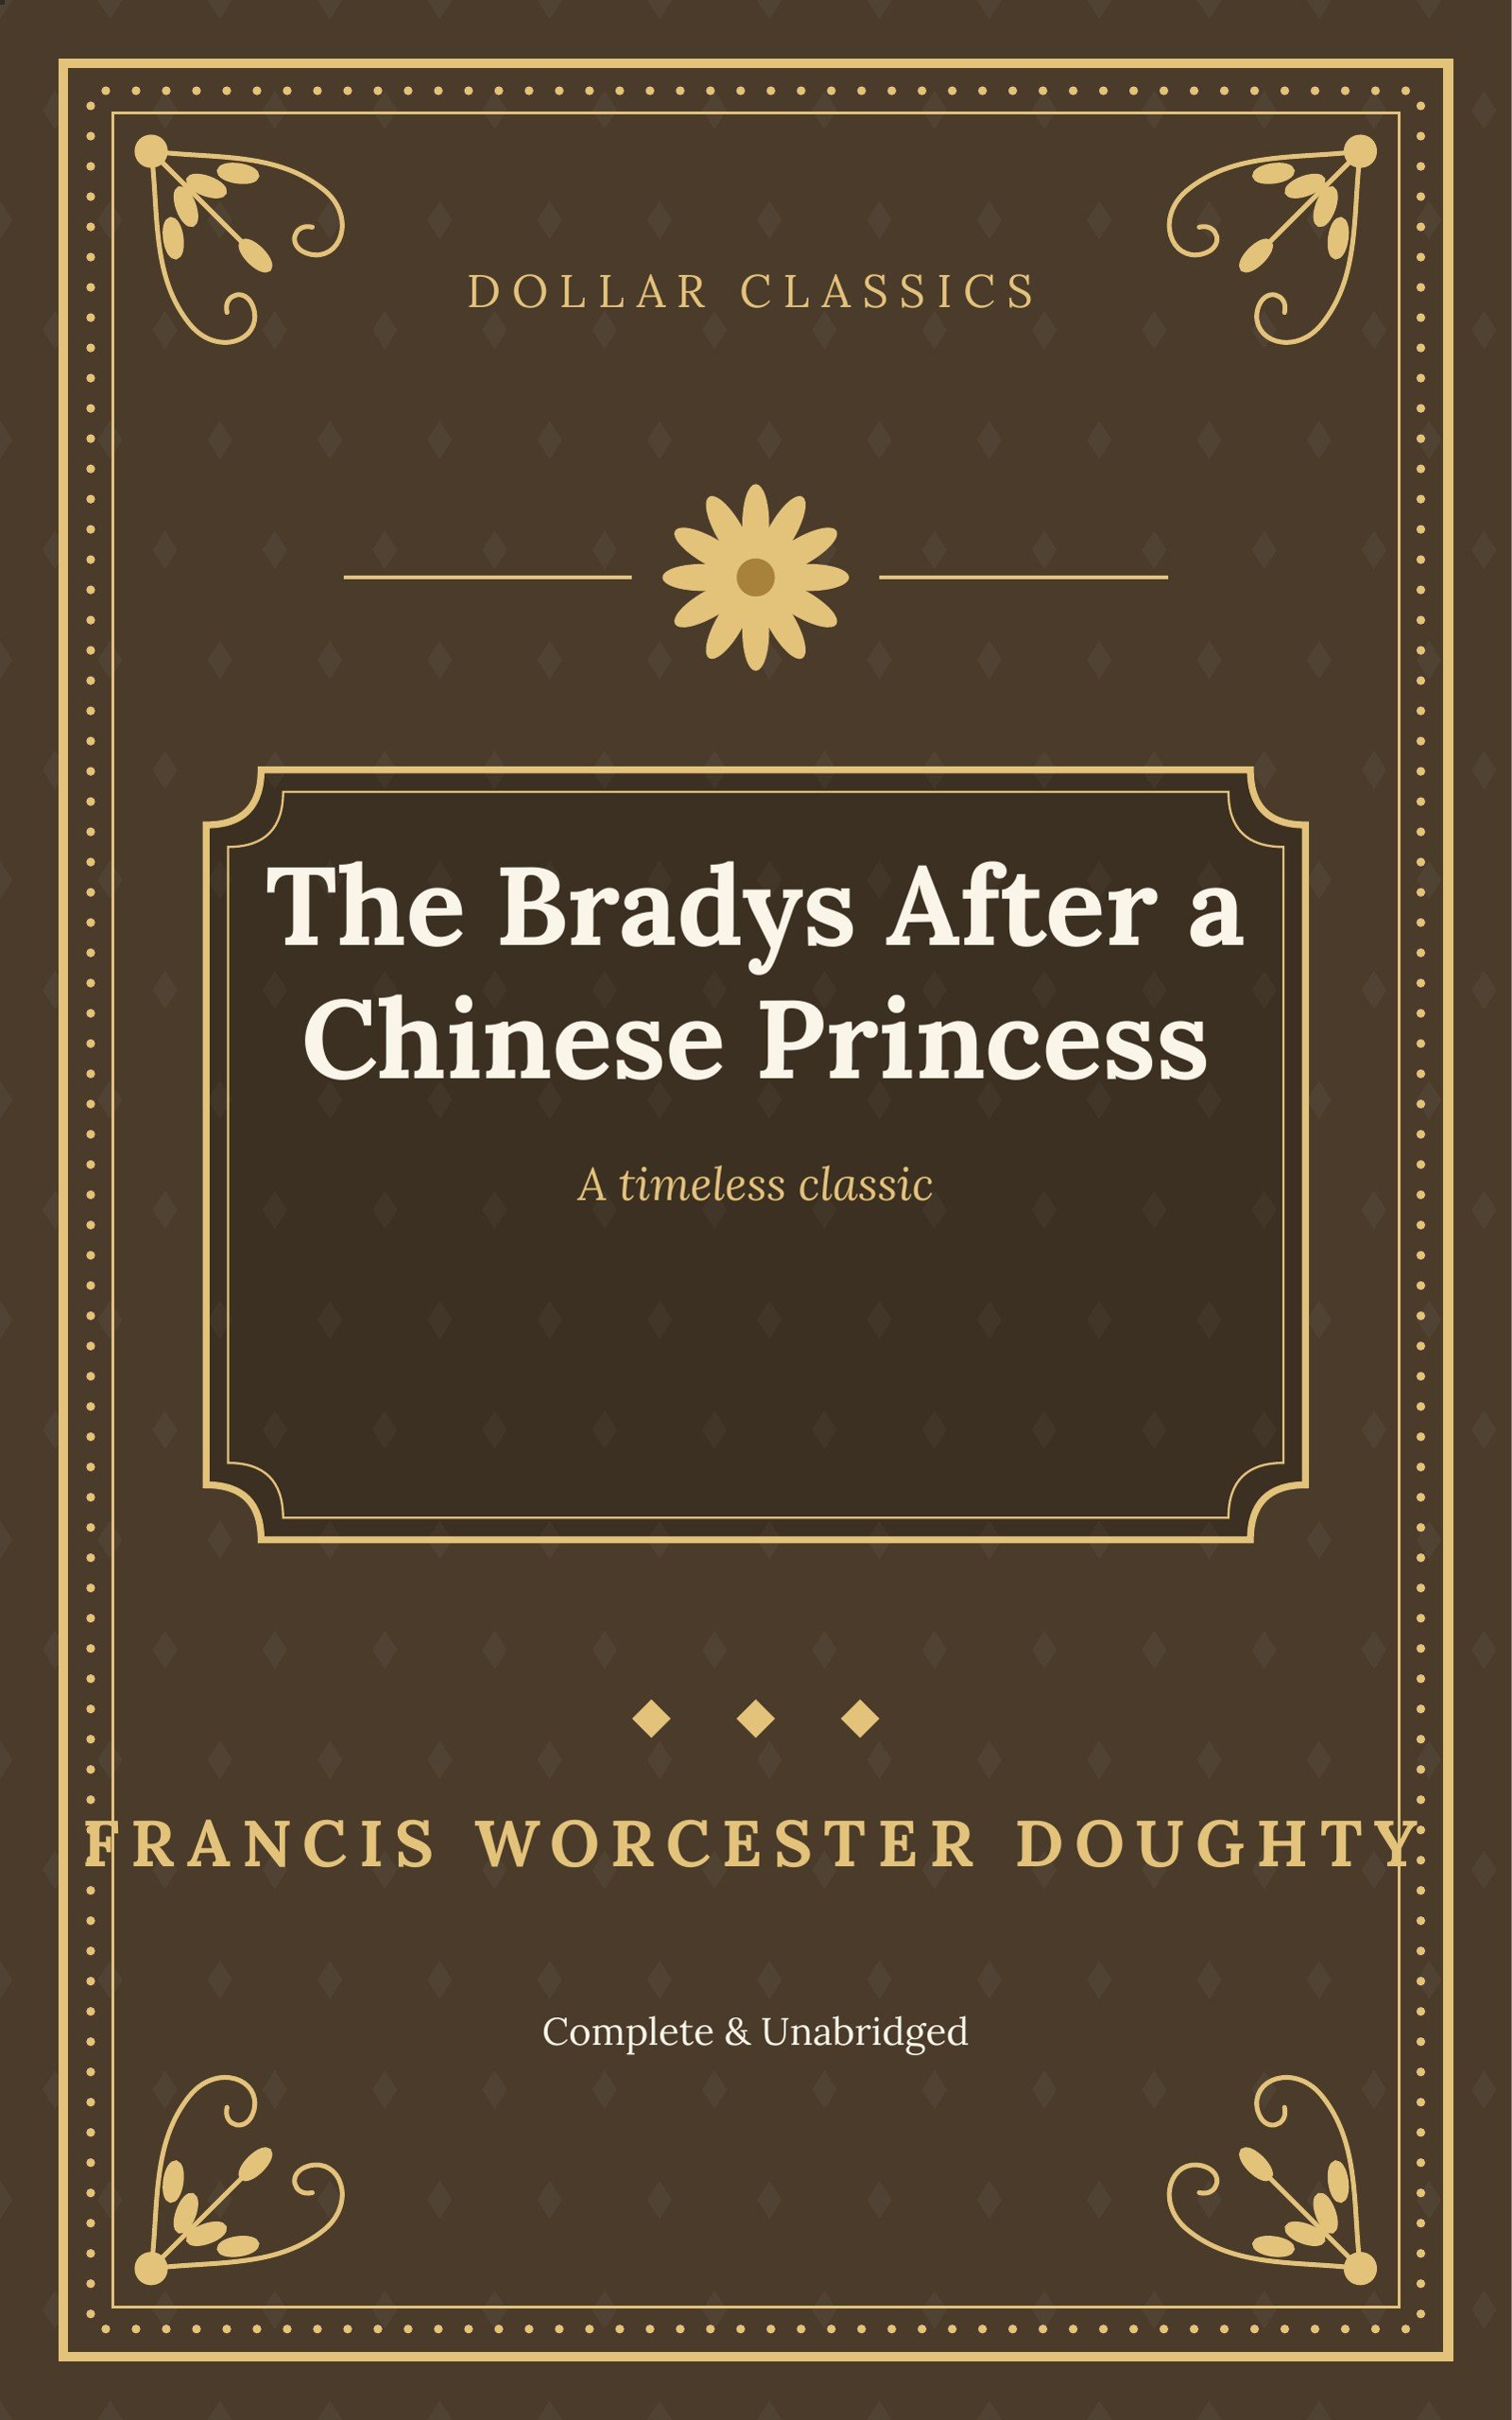 DOLLAR CLASSICS
The Bradys After a
Chinese Princess
A timeless classic
FRANCIS WORCESTER DOUGHTY
Complete & Unabridged